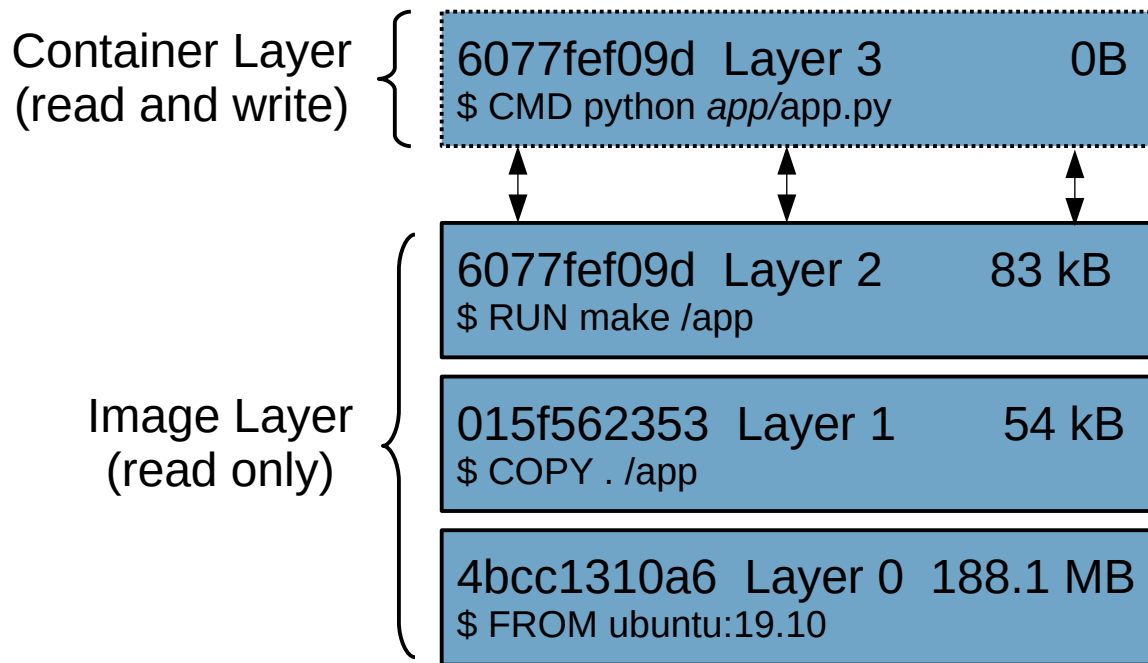 Container Layer
(read and write)
6077fef09d Layer 3 0B
$ CMD python app/app.py
6077fef09d Layer 2 83 kB
$ RUN make /app
Image Layer
(read only)
015f562353 Layer 1 54 kB
$ COPY . /app
4bcc1310a6 Layer 0 188.1 MB
$ FROM ubuntu:19.10